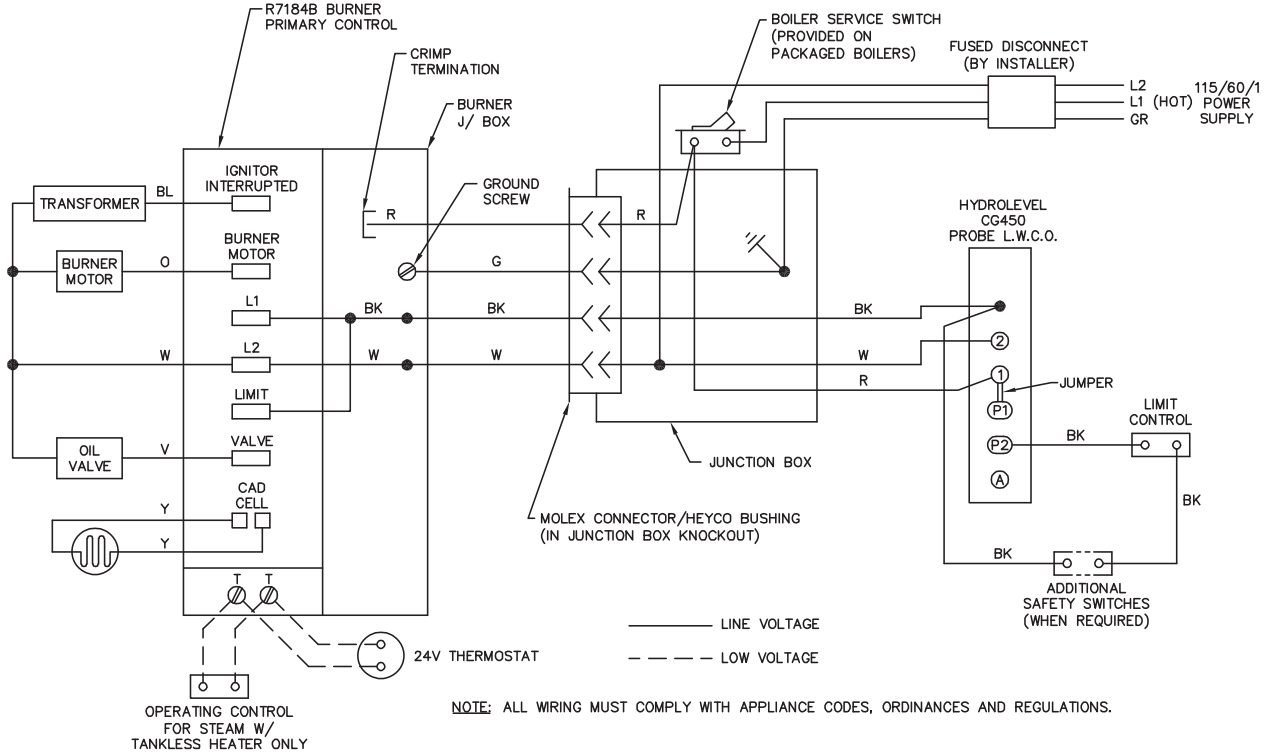 R7184B BURNER
PRIMARY CONTROL
CRIMP
TERMINATION
BURNER
J/ BOX
BOILER SERVICE SWITCH
(PROVIDED ON
PACKAGED BOILERS)
FUSED DISCONNECT
(BY INSTALLER)
L2
L1 (HOT)
GR
115/60/1
POWER
SUPPLY
IGNITOR
INTERRUPTED
TRANSFORMER
BL
GROUND
SCREW
R
R
HYDROLEVEL
CG450
PROBE L.W.C.O.
BURNER
MOTOR
BURNER
MOTOR
O
G
L1
BK
BK
BK
L2
W
W
W
W
2
R
1
JUMPER
LIMIT
P1
LIMIT
CONTROL
VALVE
OIL
VALVE
V
P2
BK
JUNCTION BOX
A
BK
CAD
CELL
Y
Y
MOLEX CONNECTOR/HEYCO BUSHING
(IN JUNCTION BOX KNOCKOUT)
BK
T T
ADDITIONAL
SAFETY SWITCHES
(WHEN REQUIRED)
LINE VOLTAGE
LOW VOLTAGE
24V THERMOSTAT
OPERATING CONTROL
FOR STEAM W/
TANKLESS HEATER ONLY
NOTE: ALL WIRING MUST COMPLY WITH APPLIANCE CODES, ORDINANCES AND REGULATIONS.